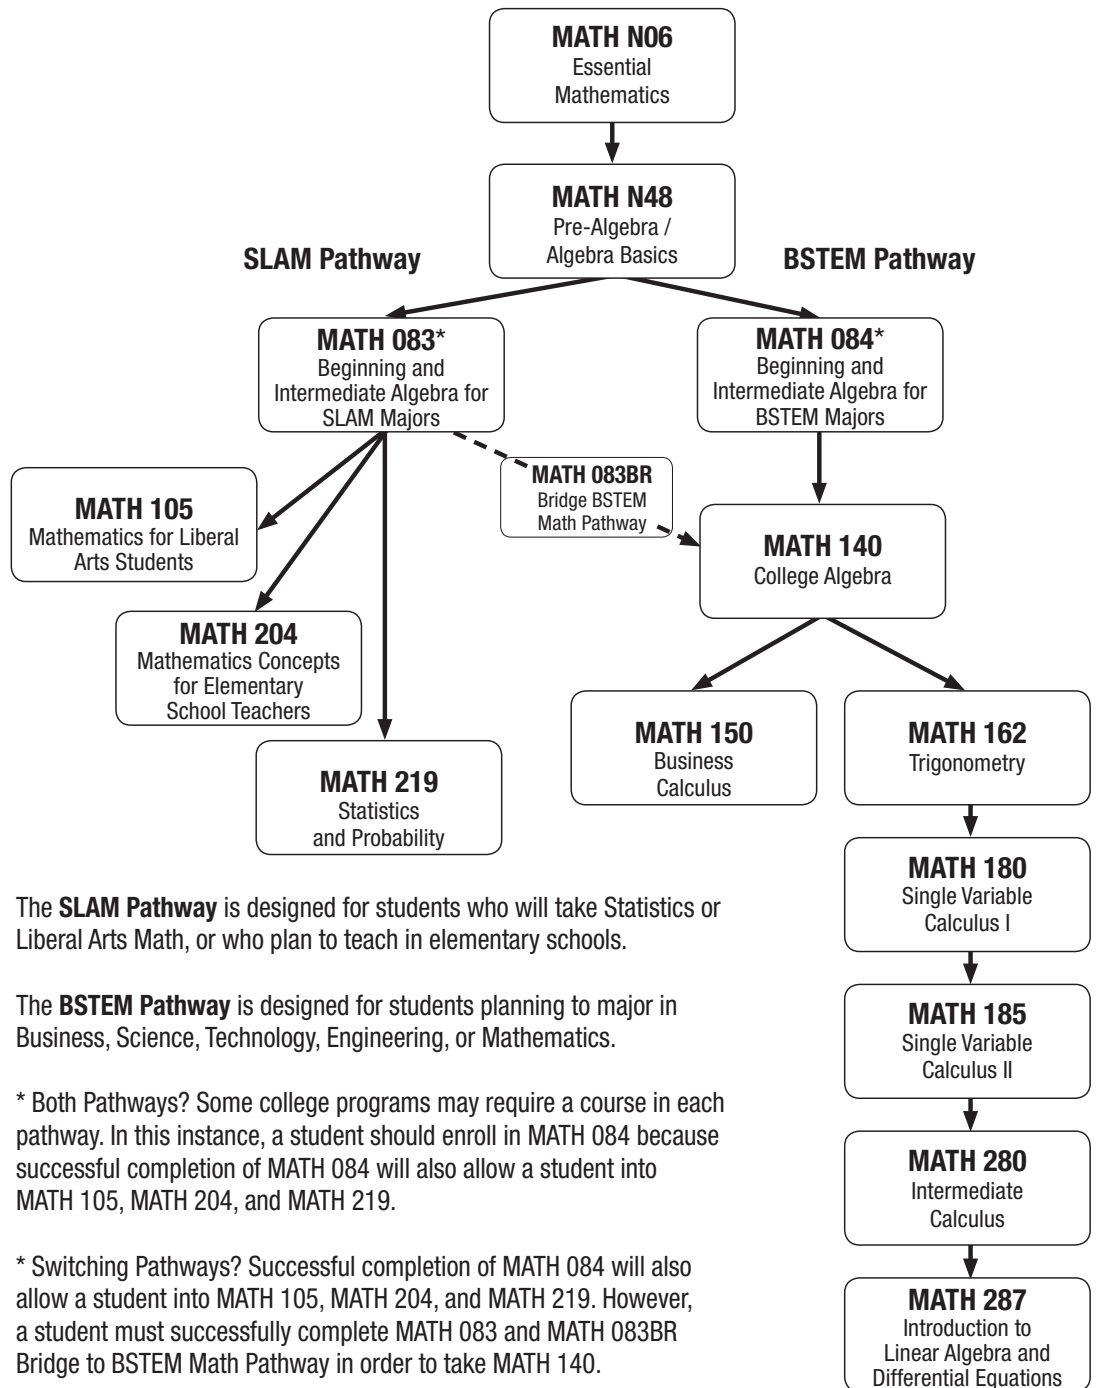 MATH N06
Essential
Mathematics
MATH N48
Pre-Algebra /
Algebra Basics
SLAM Pathway
BSTEM Pathway
MATH 083*
Beginning and
Intermediate Algebra for
SLAM Majors
MATH 084*
Beginning and
Intermediate Algebra for
BSTEM Majors
MATH 083BR
Bridge BSTEM
Math Pathway
MATH 105
Mathematics for Liberal
Arts Students
MATH 140
College Algebra
MATH 204
Mathematics Concepts
for Elementary
School Teachers
MATH 150
Business
Calculus
MATH 162
Trigonometry
MATH 219
Statistics
and Probability
MATH 180
Single Variable
Calculus I
MATH 185
Single Variable
Calculus II
MATH 280
Intermediate
Calculus
MATH 287
Introduction to
Linear Algebra and
Differential Equations
The SLAM Pathway is designed for students who will take Statistics or
Liberal Arts Math, or who plan to teach in elementary schools.
The BSTEM Pathway is designed for students planning to major in
Business, Science, Technology, Engineering, or Mathematics.
* Both Pathways? Some college programs may require a course in each
pathway. In this instance, a student should enroll in MATH 084 because
successful completion of MATH 084 will also allow a student into
MATH 105, MATH 204, and MATH 219.
* Switching Pathways? Successful completion of MATH 084 will also
allow a student into MATH 105, MATH 204, and MATH 219. However,
a student must successfully complete MATH 083 and MATH 083BR
Bridge to BSTEM Math Pathway in order to take MATH 140.